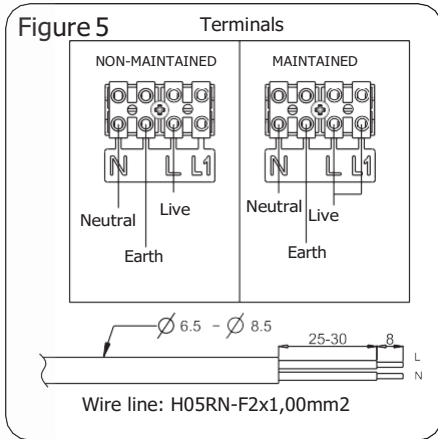 Figure 5
Terminals
NON-MAINTAINED
MAINTAINED
N L L1
N L L1
Neutral
Live
Earth
Neutral
Live
Earth
Ø 6.5 - Ø 8.5
25-30
8
L
N
Wire line: H05RN-F2x1,00mm2